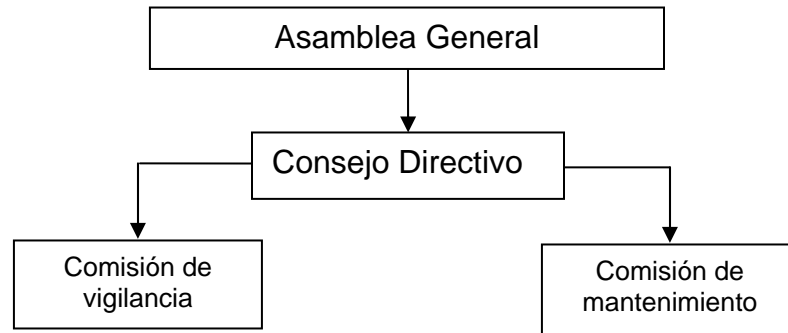 Asamblea General
Consejo Directivo
Comisión de
vigilancia
Comisión de
mantenimiento